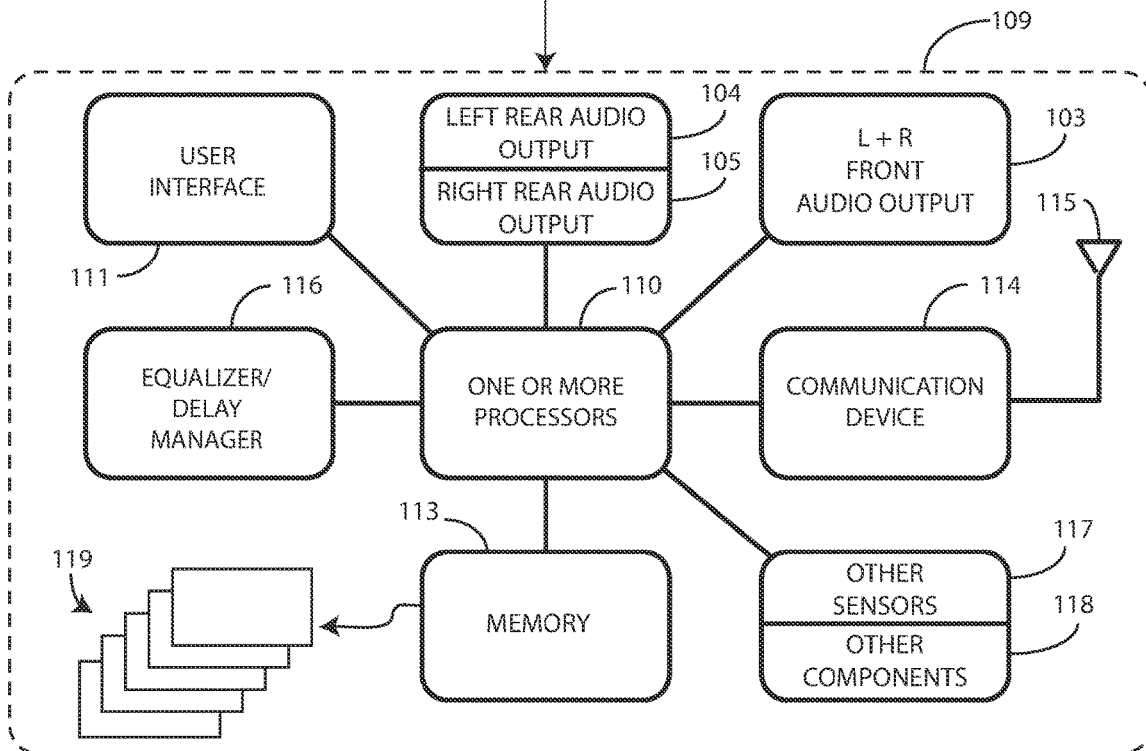 109
104
LEFT REAR AUDIO
OUTPUT
105
RIGHT REAR AUDIO
OUTPUT
103
L + R
FRONT
AUDIO OUTPUT
USER
INTERFACE
111
115
116
EQUALIZER/
DELAY
MANAGER
110
ONE OR MORE
PROCESSORS
114
COMMUNICATION
DEVICE
113
MEMORY
119
117
OTHER
SENSORS
118
OTHER
COMPONENTS